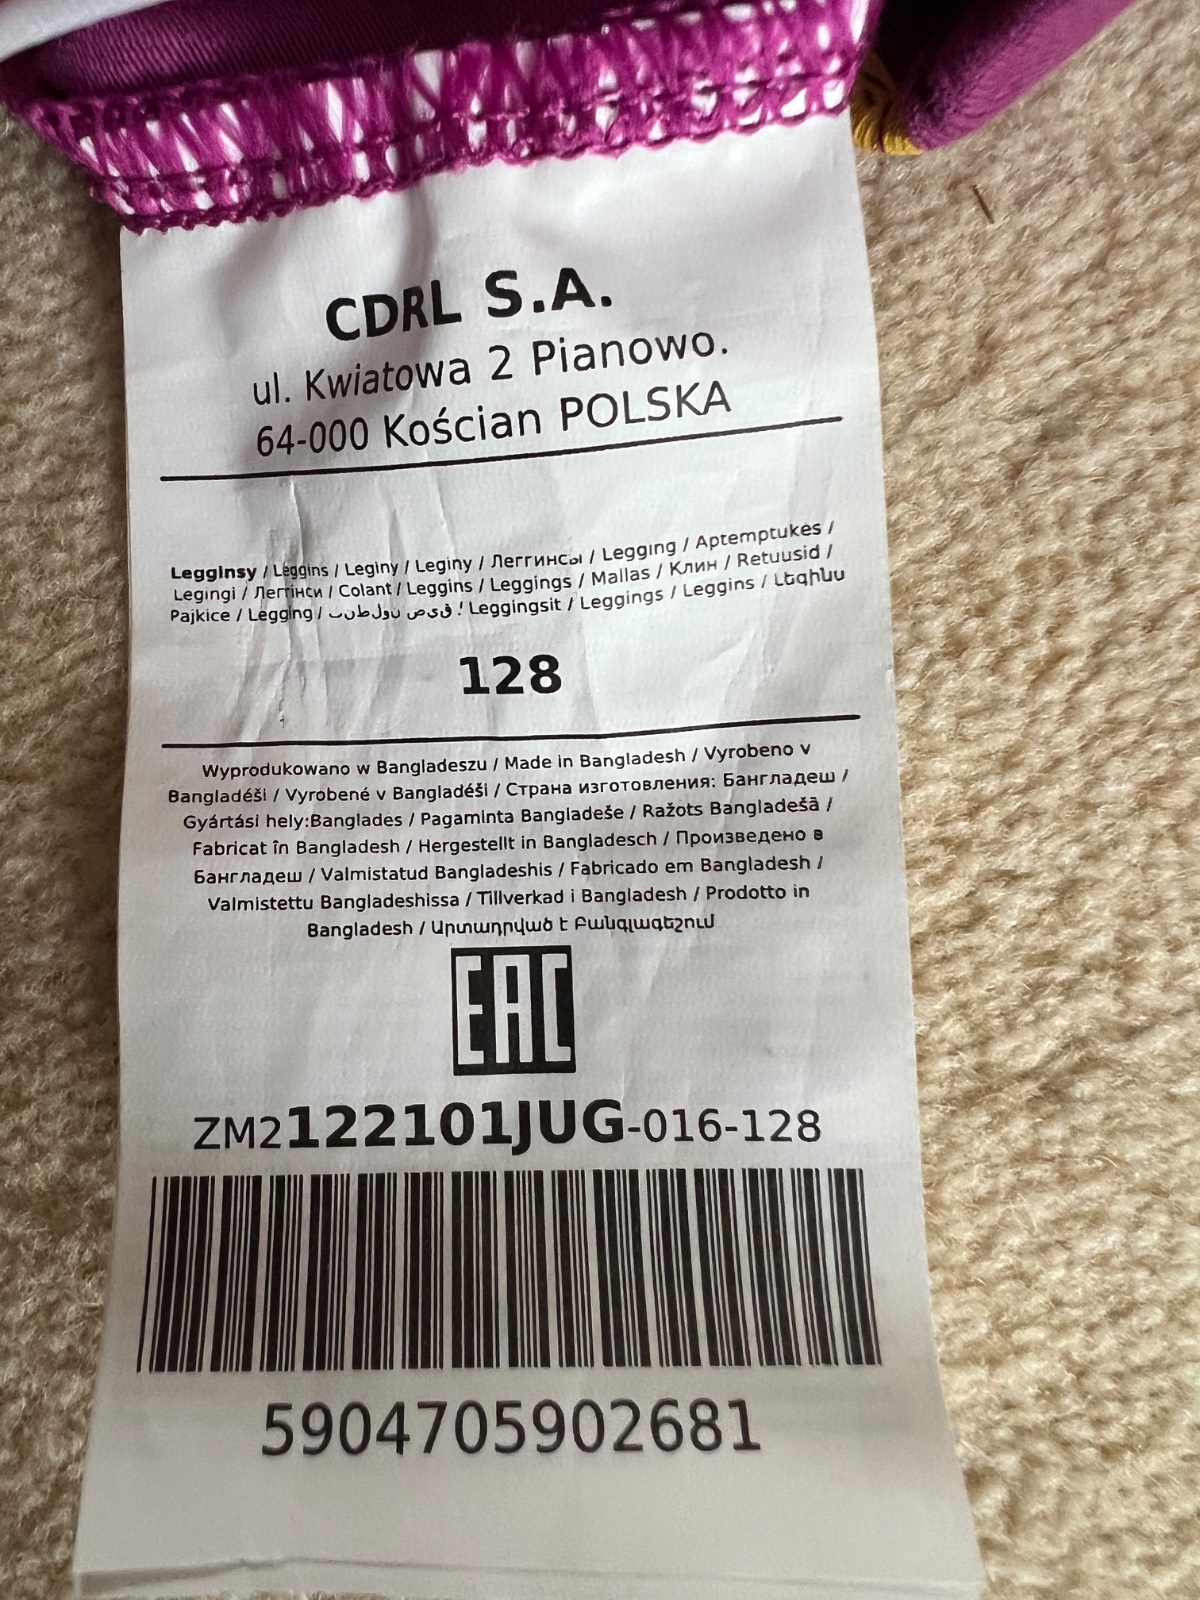 CDRL S.A.
ul. Kwiatowa 2 Pianowo.
64-000 Kościan POLSKA
Legginsy / Leggins / Leginy / Leginy / Леггинсы / Legging / Aptemptukes /
Legingi / Легінси / Colant / Leggins / Leggings / Mallas / Клин / Retuusid /
Pajkice / Legging / Leggingsit / Leggings / Leggins / Լեգինս
128
Wyprodukowano w Bangladeszu / Made in Bangladesh / Vyrobeno v
Bangladéši / Vyrobené v Bangladéši / Страна изготовления: Бангладеш /
Gyártási hely:Banglades / Pagaminta Bangladeše / Ražots Bangladešā /
Fabricat în Bangladesh / Hergestellt in Bangladesch / Произведено в
Бангладеш / Valmistatud Bangladeshis / Fabricado em Bangladesh /
Valmistettu Bangladeshissa / Tillverkad i Bangladesh / Prodotto in
Bangladesh / Արտադրված է Բանգլադեշում
EAC
ZM2122101JUG-016-128
5904705902681